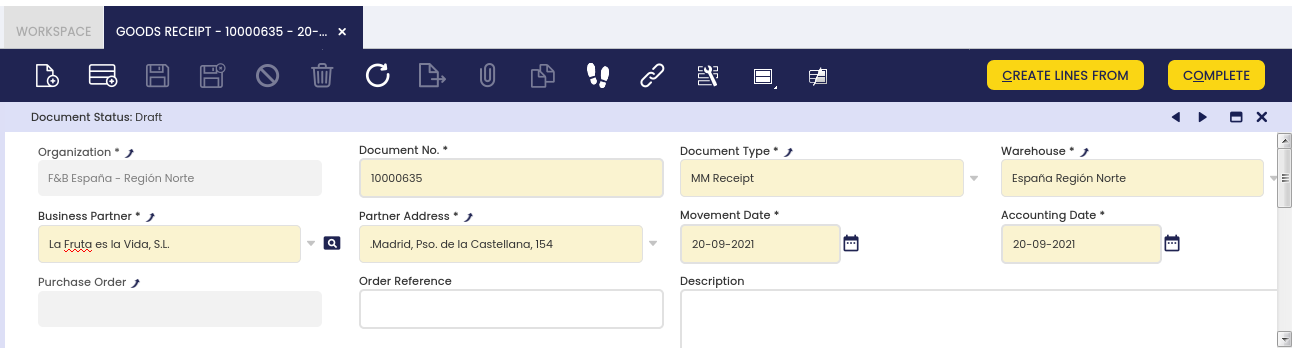 WORKSPACE
GOODS RECEIPT - 10000635 - 20-...
CREATE LINES FROM
COMPLETE
Document Status: Draft
Organization *
Document No. *
Document Type *
Warehouse *
F&B España - Región Norte
10000635
MM Receipt
España Región Norte
Business Partner *
Partner Address *
Movement Date *
Accounting Date *
La Fruta es la Vida, S.L.
.Madrid, Pso. de la Castellana, 154
20-09-2021
20-09-2021
Purchase Order
Order Reference
Description